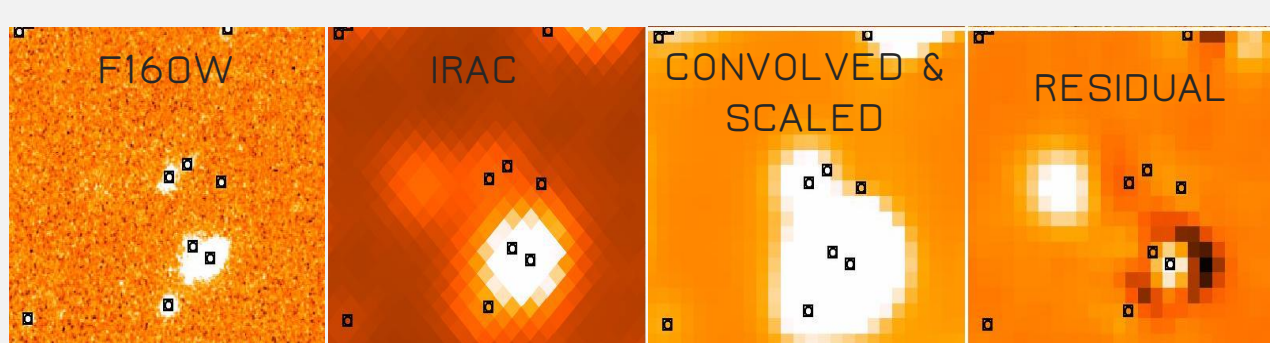 F160W
IRAC
CONVOLVED &
SCALED
RESIDUAL